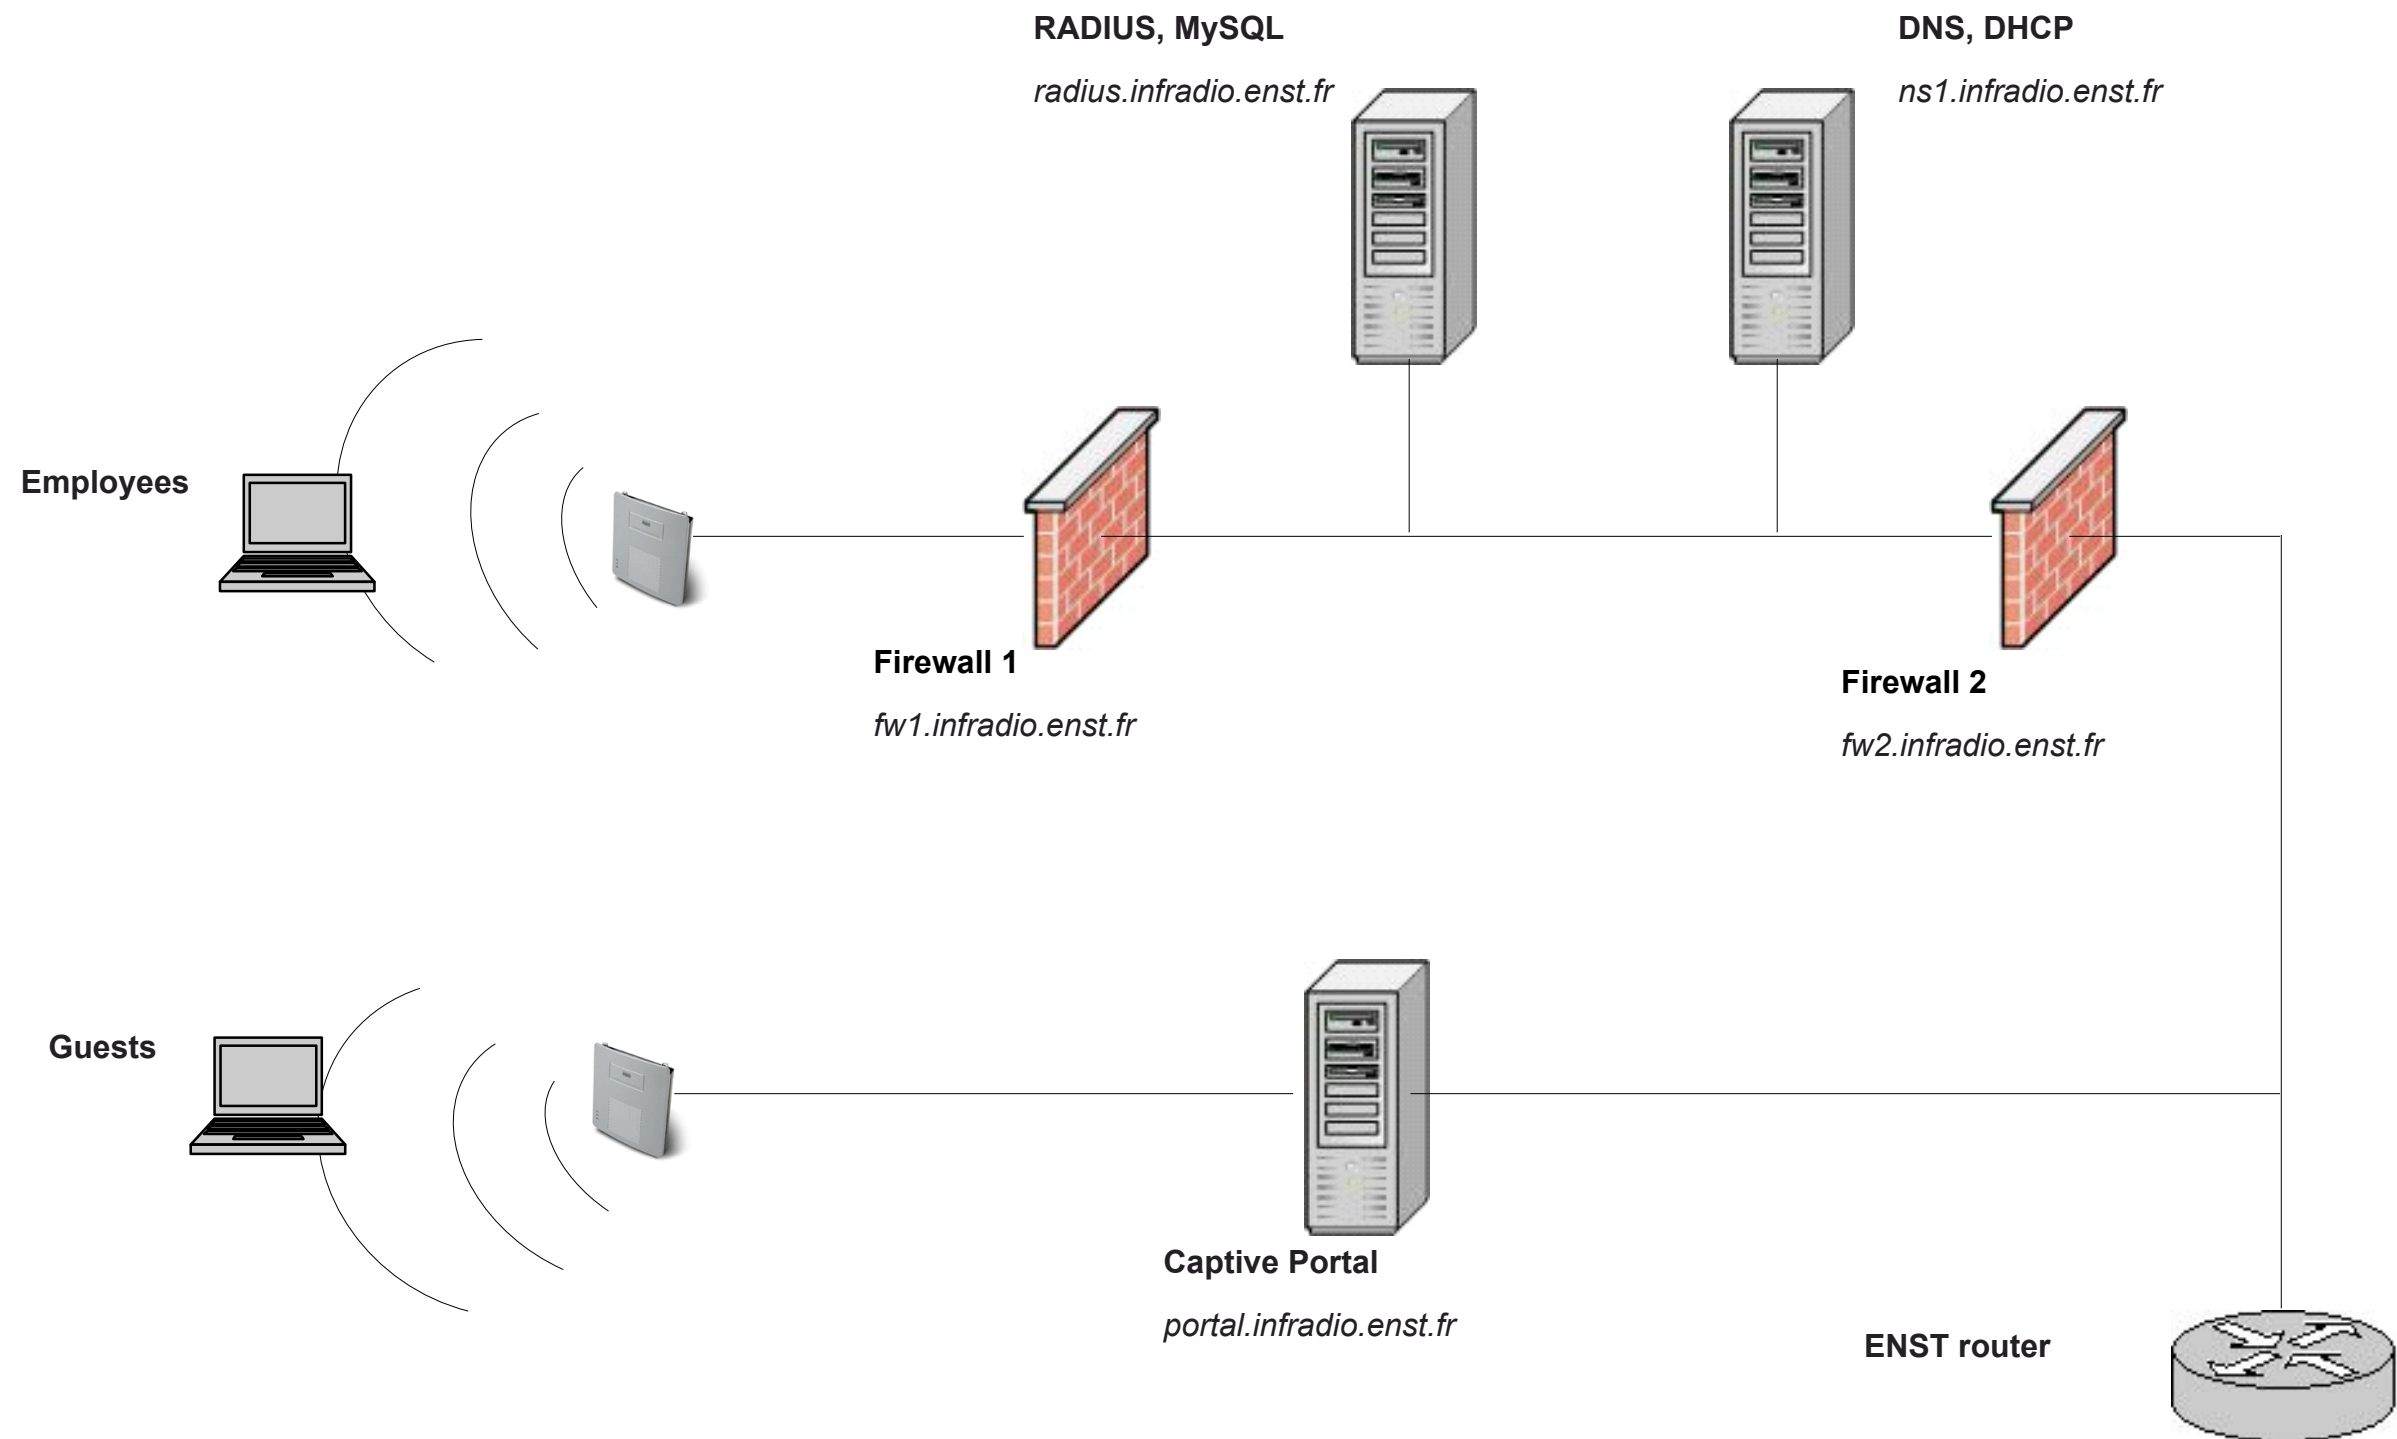 RADIUS, MySQL
radius.infradio.enst.fr
DNS, DHCP
ns1.infradio.enst.fr
Employees
Firewall 1
fw1.infradio.enst.fr
Firewall 2
fw2.infradio.enst.fr
Guests
Captive Portal
portal.infradio.enst.fr
ENST router